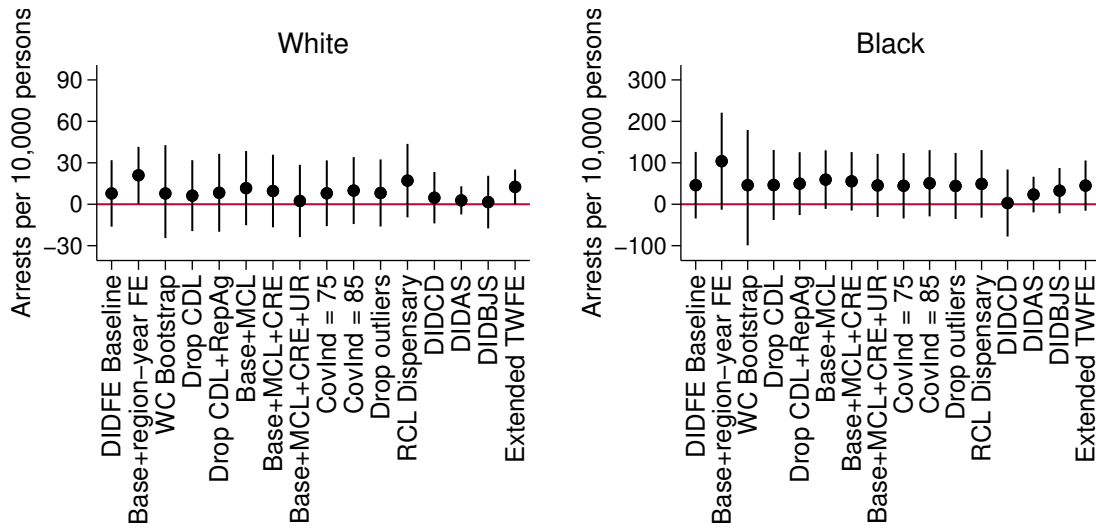 White
Arrests per 10,000 persons
90
60
30
0
−30
DIDFE Baseline
Base+region−year FE
WC Bootstrap
Drop CDL
Drop CDL+RepAg
Base+MCL
Base+MCL+CRE
Base+MCL+CRE+UR
CovInd = 75
CovInd = 85
Drop outliers
RCL Dispensary
DIDCD
DIDAS
DIDBJS
Extended TWFE
Black
Arrests per 10,000 persons
300
200
100
0
−100
DIDFE Baseline
Base+region−year FE
WC Bootstrap
Drop CDL
Drop CDL+RepAg
Base+MCL
Base+MCL+CRE
Base+MCL+CRE+UR
CovInd = 75
CovInd = 85
Drop outliers
RCL Dispensary
DIDCD
DIDAS
DIDBJS
Extended TWFE